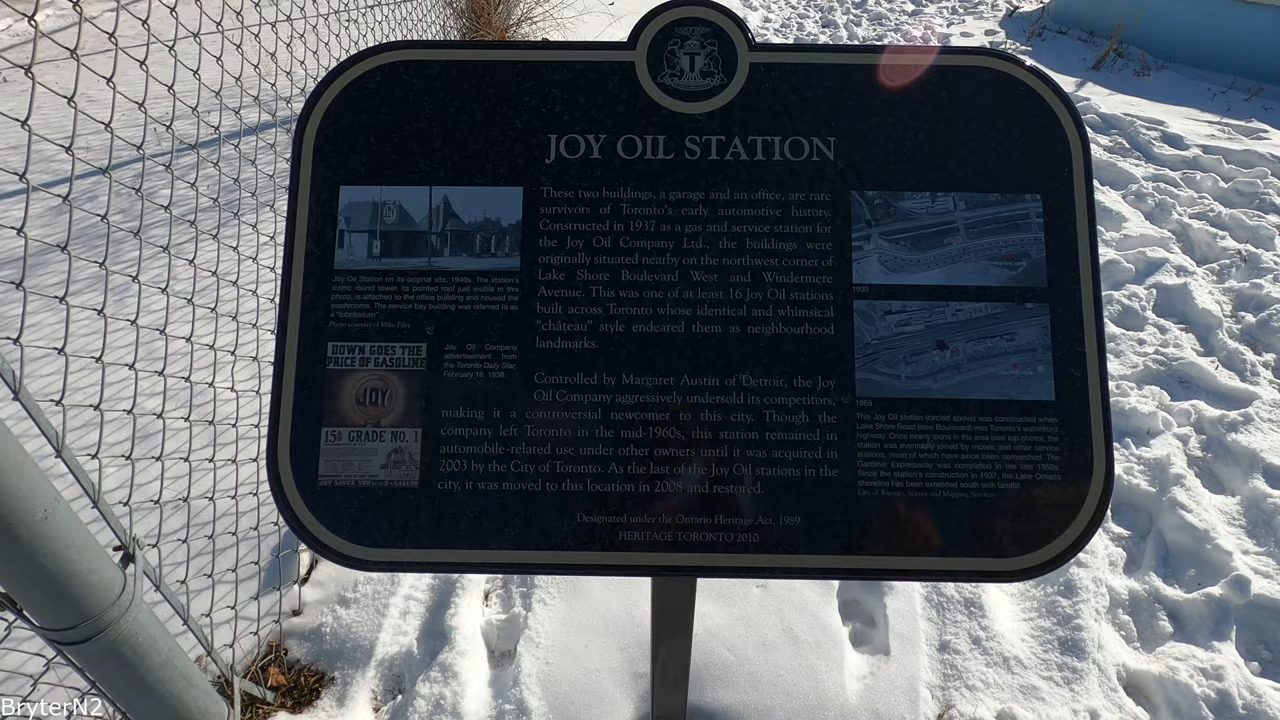 T
JOY OIL STATION
These two buildings, a garage and an office, are rare
survivors of Toronto's early automotive history.
Constructed in 1937 as a gas and service station for
the Joy Oil Company Ltd., the buildings were
originally situated nearby on the northwest corner of
Lake Shore Boulevard West and Windermere
Avenue. This was one of at least 16 Joy Oil stations
built across Toronto whose identical and whimsical
"château" style endeared them as neighbourhood
landmarks.
Controlled by Margaret Austin of Detroit, the Joy
Oil Company aggressively undersold its competitors,
making it a controversial newcomer to this city. Though the
company left Toronto in the mid-1960s, this station remained in
automobile-related use under other owners until it was acquired in
2003 by the City of Toronto. As the last of the Joy Oil stations in the
city, it was moved to this location in 2008 and restored.
Designated under the Ontario Heritage Act, 1989
HERITAGE TORONTO 2010
Joy Oil Station on its original site, 1940s. The station's
iconic round tower, its pointed roof just visible in this
photo, is attached to the office building and housed the
washrooms. The service bay building was referred to as
a "lubritorium".
Photo courtesy of Mike Filey
DOWN GOES THE
PRICE OF GASOLINE
JOY
15¢ GRADE NO. 1
JOY SAVES YOU
Joy Oil Company
advertisement from
the Toronto Daily Star,
February 16, 1938
1939
1965
This Joy Oil station (circled above) was constructed when
Lake Shore Road (now Boulevard) was Toronto's waterfront
highway. Once nearly alone in the area (see top photo), the
station was eventually joined by motels and other service
stations, most of which have since been demolished. The
Gardiner Expressway was completed in the late 1950s.
Since the station's construction in 1937, the Lake Ontario
shoreline has been extended south with landfill.
City of Toronto, Survey and Mapping Services
BryterN2